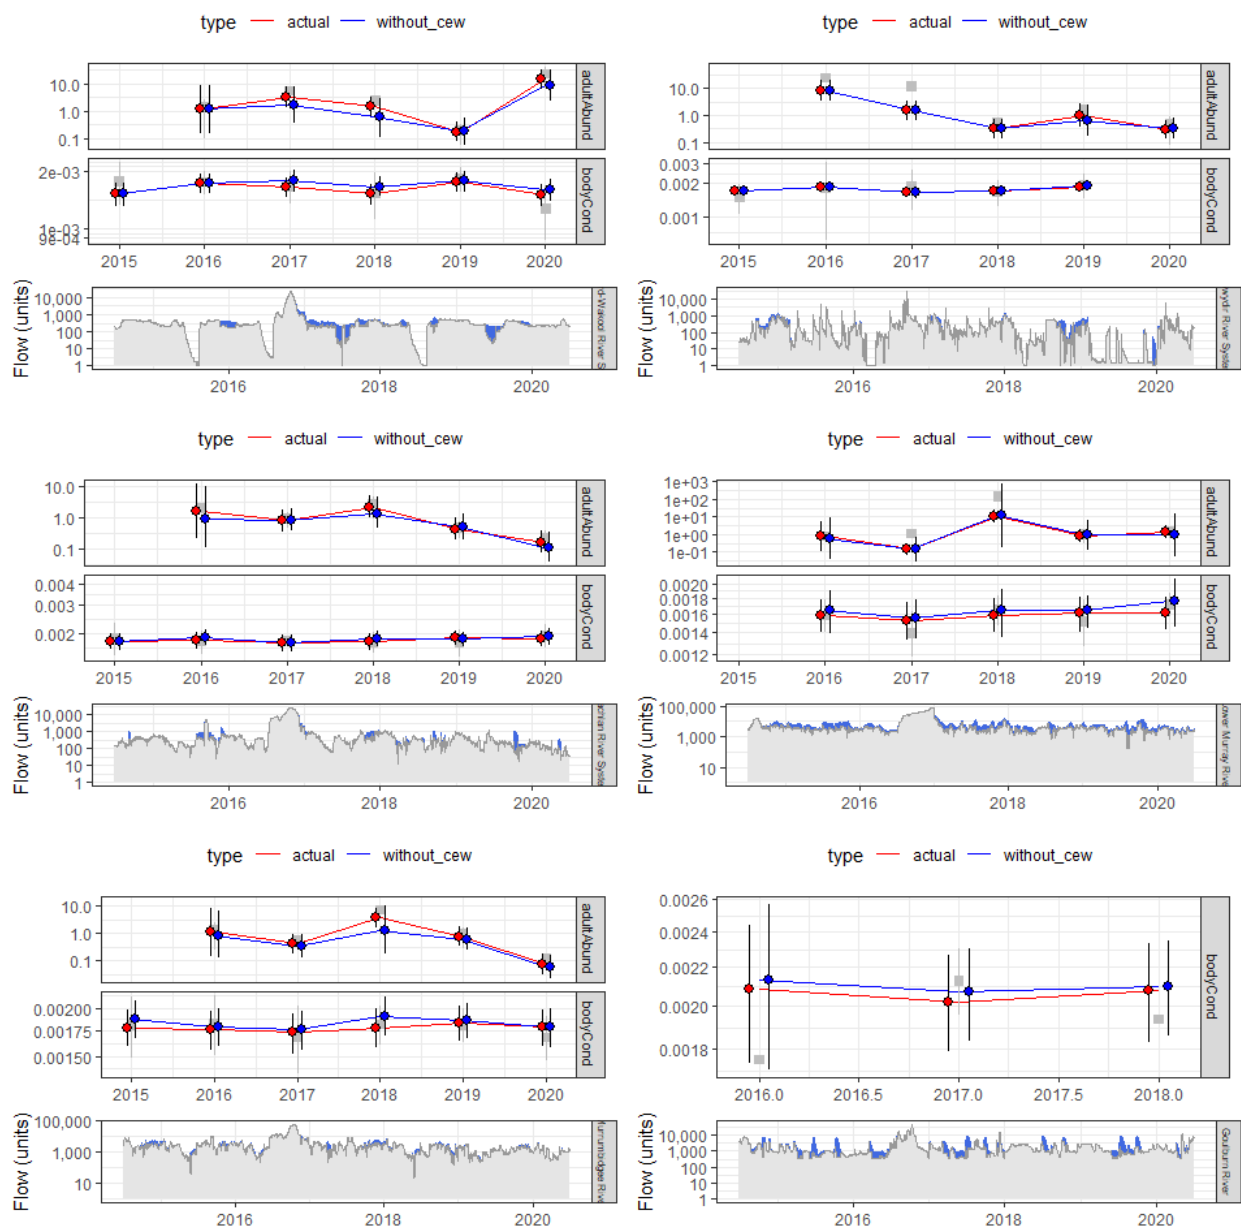 type actual without_cew
10.0
1.0
0.1
adultAbund
2e-03
1e-03
9e-04
bodyCond
2015 2016 2017 2018 2019 2020
Flow (units)
10,000
1,000
100
10
1
2016 2018 2020
type actual without_cew
10.0
1.0
0.1
adultAbund
0.003
0.002
0.001
bodyCond
2015 2016 2017 2018 2019 2020
Flow (units)
10,000
1,000
100
10
1
wydir River Syste
2016 2018 2020
type actual without_cew
10.0
1.0
0.1
adultAbund
0.004
0.003
0.002
bodyCond
2015 2016 2017 2018 2019 2020
Flow (units)
10,000
1,000
100
10
1
achlan River Syste
2016 2018 2020
type actual without_cew
1e+03
1e+02
1e+01
1e+00
1e-01
adultAbund
0.0020
0.0018
0.0016
0.0014
0.0012
bodyCond
2015 2016 2017 2018 2019 2020
Flow (units)
100,000
1,000
10
ower Murray Rive
2016 2018 2020
type actual without_cew
10.0
1.0
0.1
adultAbund
0.00200
0.00175
0.00150
bodyCond
2015 2016 2017 2018 2019 2020
Flow (units)
100,000
1,000
10
lurrumbidgee Rive
2016 2018 2020
type actual without_cew
0.0026
0.0024
0.0022
0.0020
0.0018
bodyCond
2016.0 2016.5 2017.0 2017.5 2018.0
Flow (units)
10,000
1,000
100
10
1
Goulburn River
2016 2018 2020